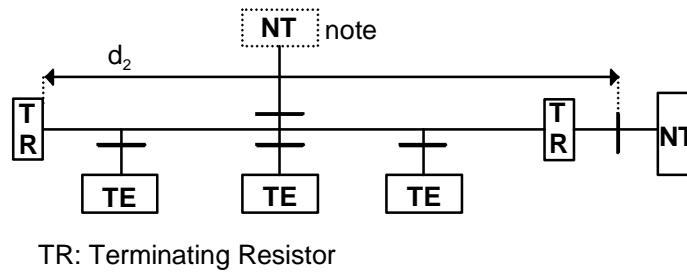 NT note
d₂
T
R
T
R
NT
TE TE TE
TR: Terminating Resistor